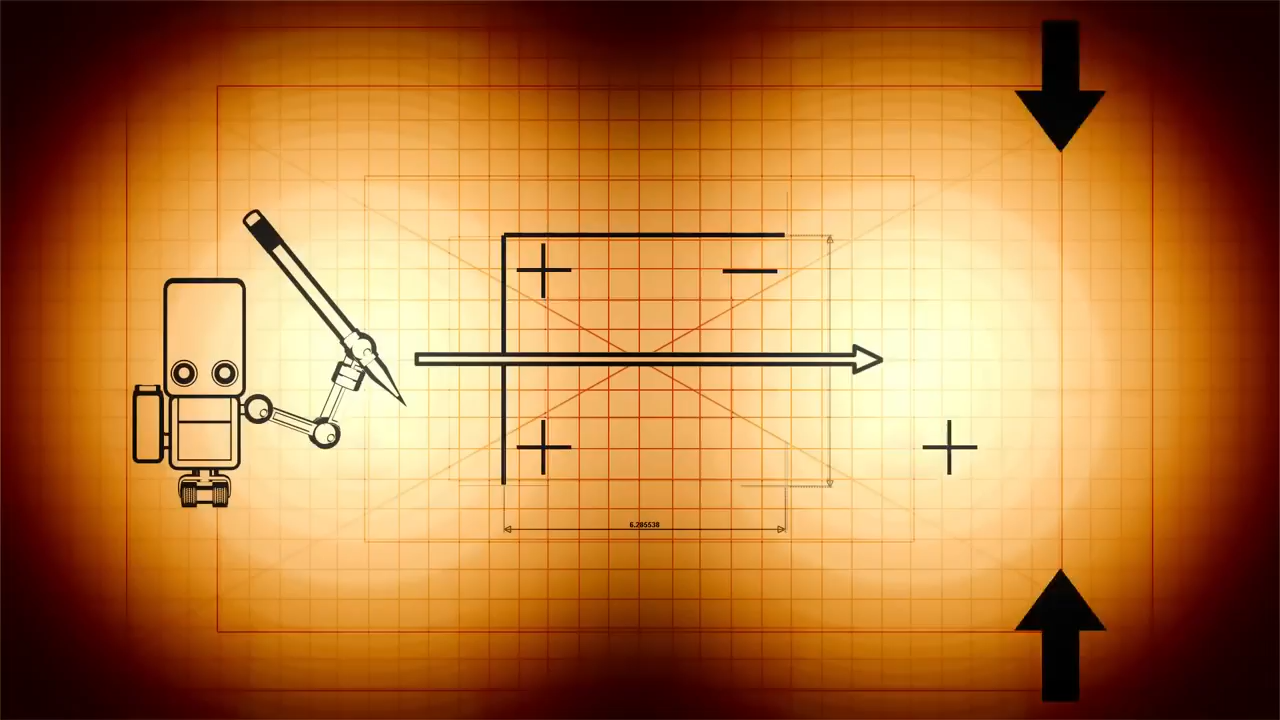 + −
+ +
6.285538